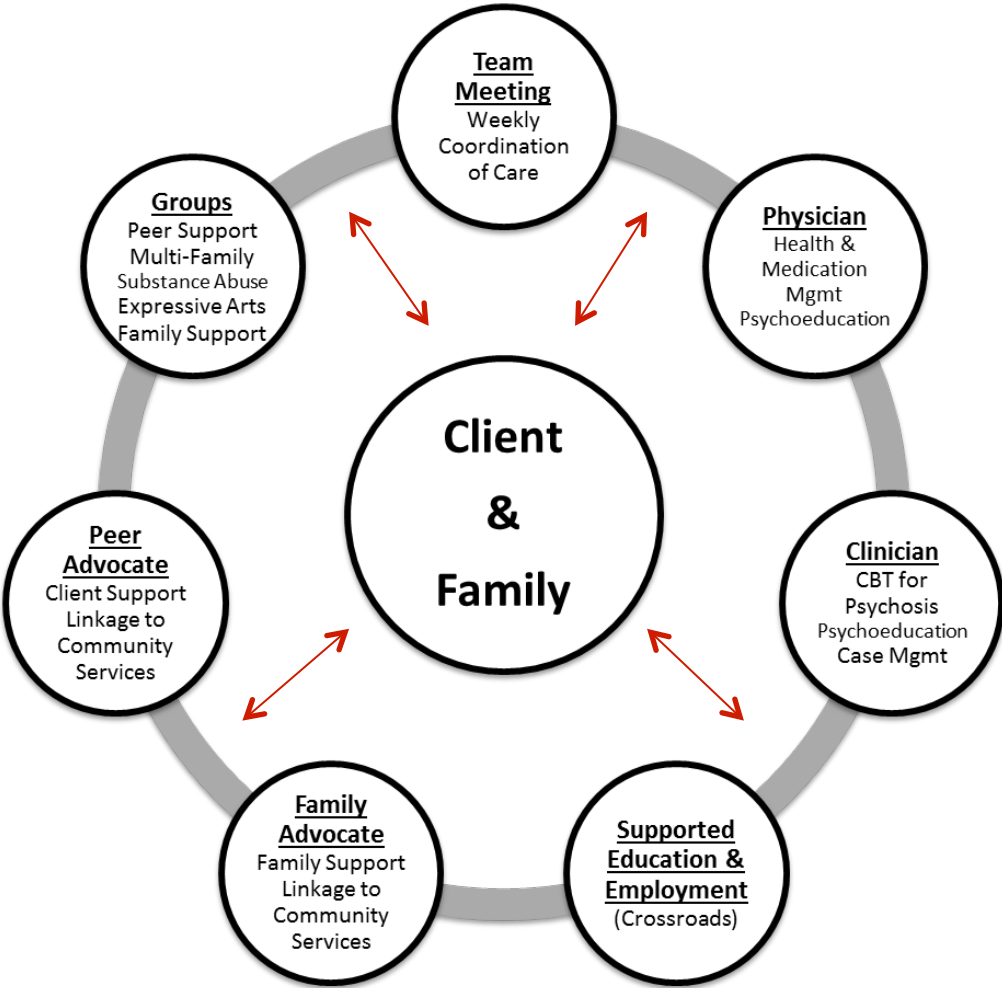 Team
Meeting
Weekly
Coordination
of Care
Physician
Health &
Medication
Mgmt
Psychoeducation
Clinician
CBT for
Psychosis
Psychoeducation
Case Mgmt
Supported
Education &
Employment
(Crossroads)
Family
Advocate
Family Support
Linkage to
Community
Services
Peer
Advocate
Client Support
Linkage to
Community
Services
Groups
Peer Support
Multi-Family
Substance Abuse
Expressive Arts
Family Support
Client
&
Family